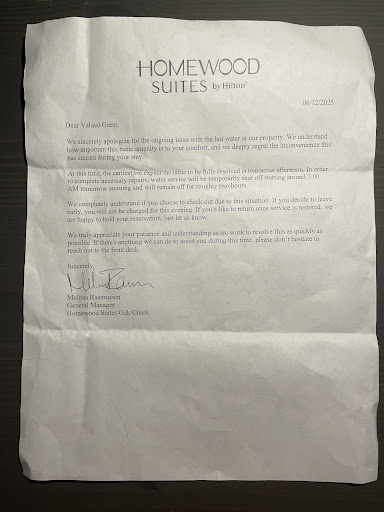 HOMEWOOD
SUITES by Hilton
06/12/2025
Dear Valued Guest,
We sincerely apologize for the ongoing issue with the hot water at our property. We understand
how important this basic amenity is to your comfort, and we deeply regret the inconvenience this
has caused during your stay.
At this time, the earliest we expect the issue to be fully resolved is tomorrow afternoon. In order
to complete necessary repairs, water service will be temporarily shut off starting around 7:00
AM tomorrow morning and will remain off for roughly two hours.
We completely understand if you choose to check out due to this situation. If you decide to leave
early, you will not be charged for this evening. If you'd like to return once service is restored, we
are happy to hold your reservation, just let us know.
We truly appreciate your patience and understanding as we work to resolve this as quickly as
possible. If there's anything we can do to assist you during this time, please don't hesitate to
reach out to the front desk.
Sincerely,
Melissa Rasmussen
General Manager
Homewood Suites Oak Creek